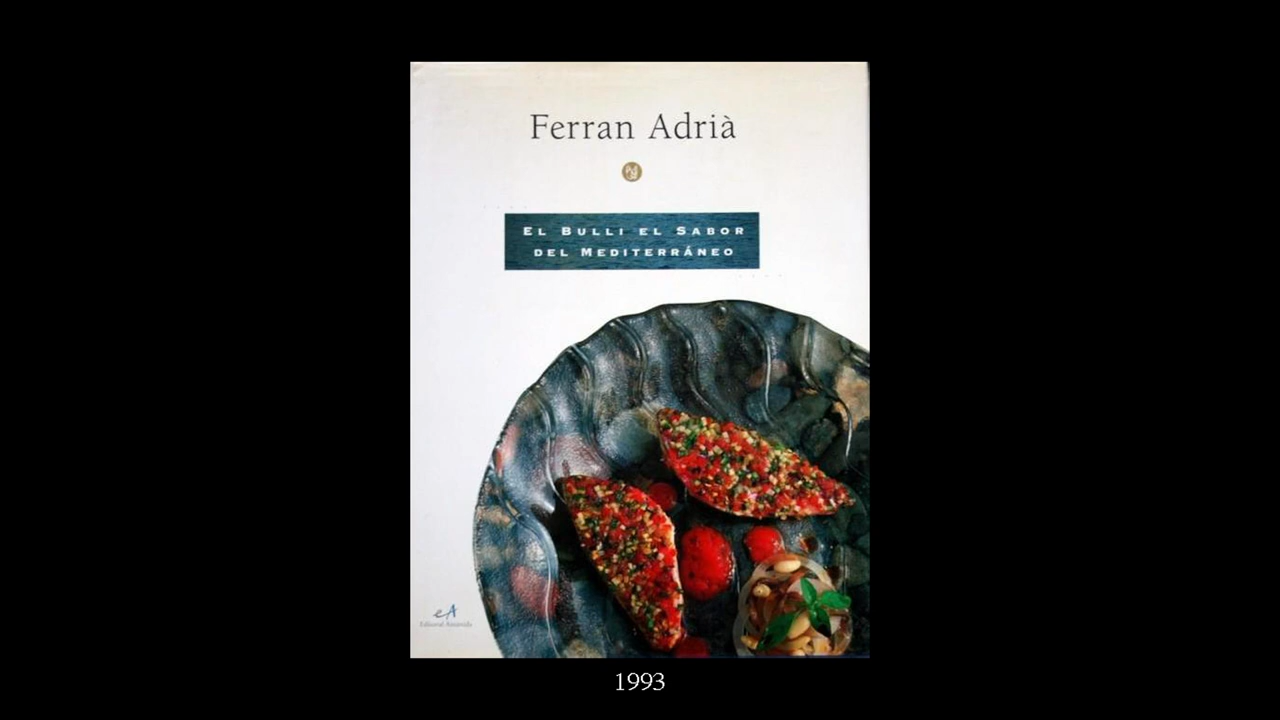 Ferran Adrià
EL BULLI EL SABOR
DEL MEDITERRÁNEO
eA
1993